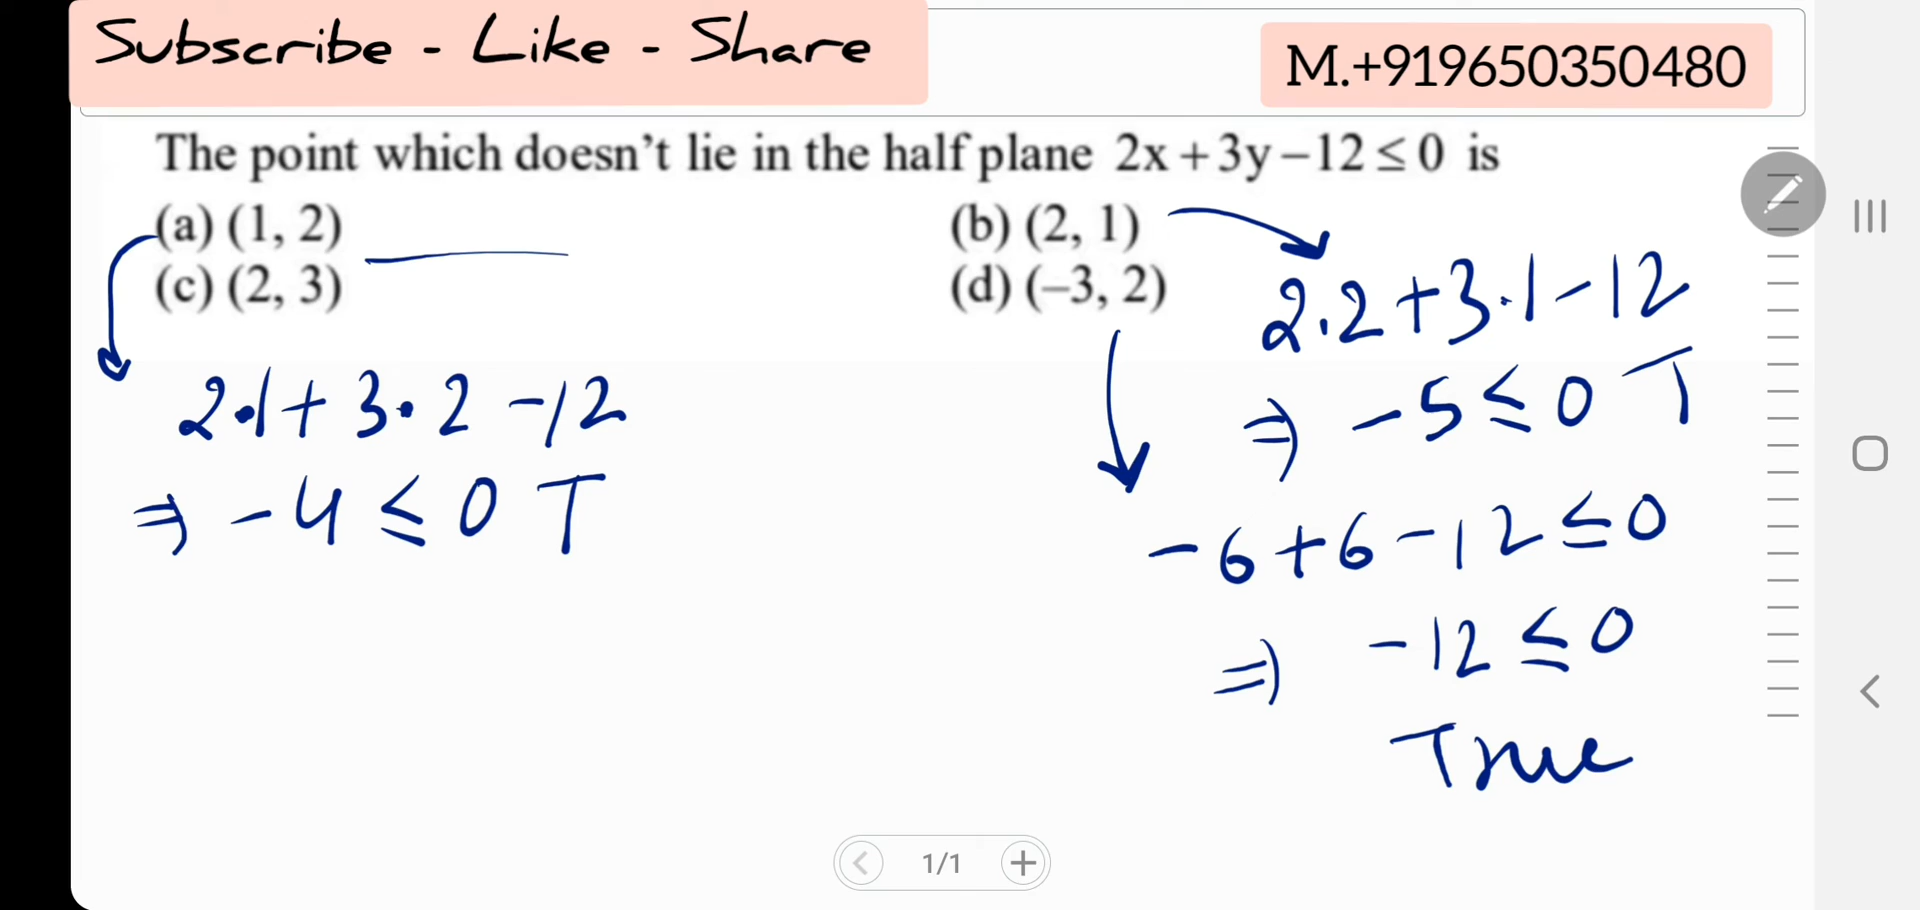 Subscribe - Like - Share
M.+919650350480
The point which doesn't lie in the half plane 2x+3y−12≤0 is
(a) (1, 2)
(b) (2, 1)
(c) (2, 3)
(d) (−3, 2)
2·2+3·1-12
⇒ -5≤0 T
2·1+3·2-12
⇒ -4≤0 T
-6+6-12≤0
⇒ -12≤0
True
1/1